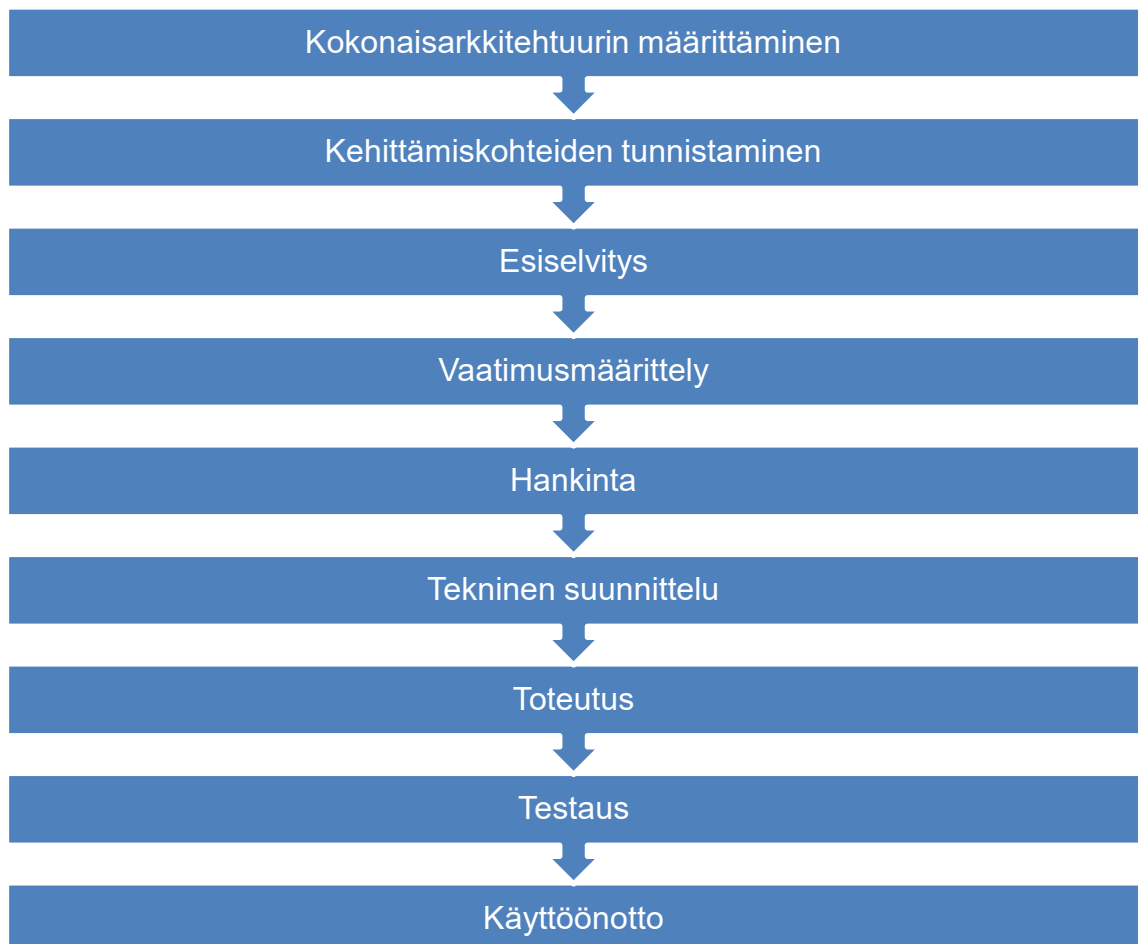 Kokonaisarkkitehtuurin määrittäminen
Kehittämiskohteiden tunnistaminen
Esiselvitys
Vaatimusmäärittely
Hankinta
Tekninen suunnittelu
Toteutus
Testaus
Käyttöönotto